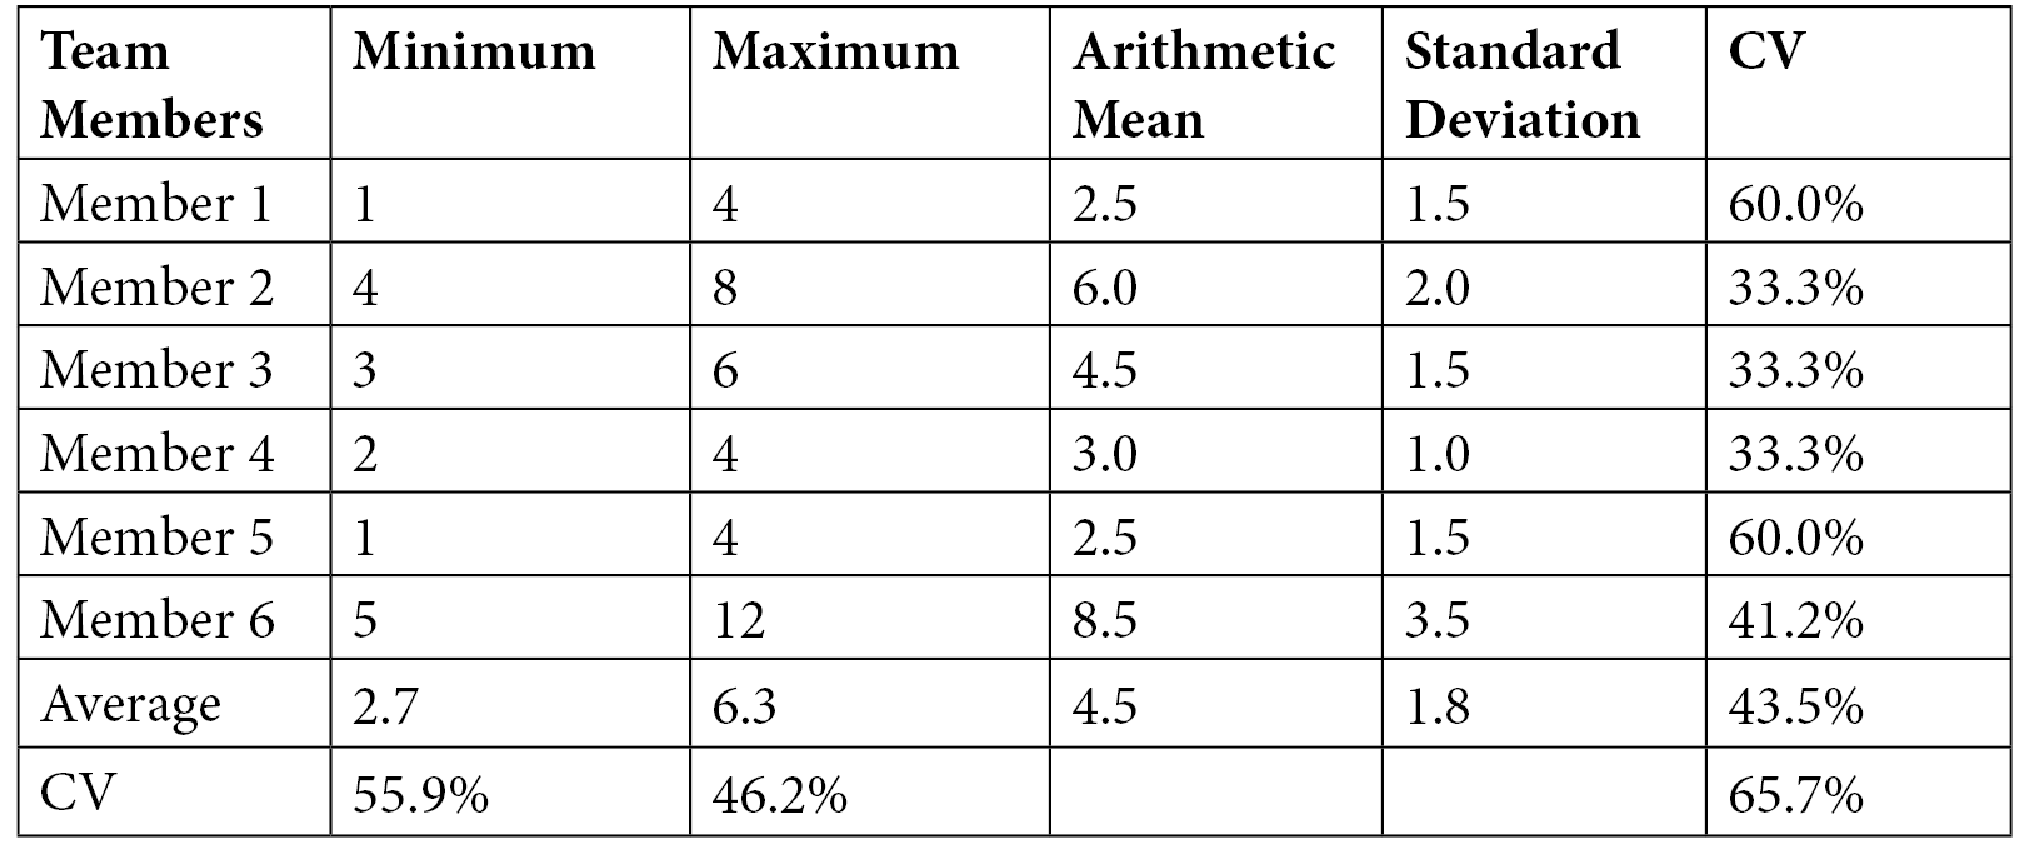 Team Members Minimum Maximum Arithmetic Mean Standard Deviation CV
Member 1 1 4 2.5 1.5 60.0%
Member 2 4 8 6.0 2.0 33.3%
Member 3 3 6 4.5 1.5 33.3%
Member 4 2 4 3.0 1.0 33.3%
Member 5 1 4 2.5 1.5 60.0%
Member 6 5 12 8.5 3.5 41.2%
Average 2.7 6.3 4.5 1.8 43.5%
CV 55.9% 46.2% 65.7%